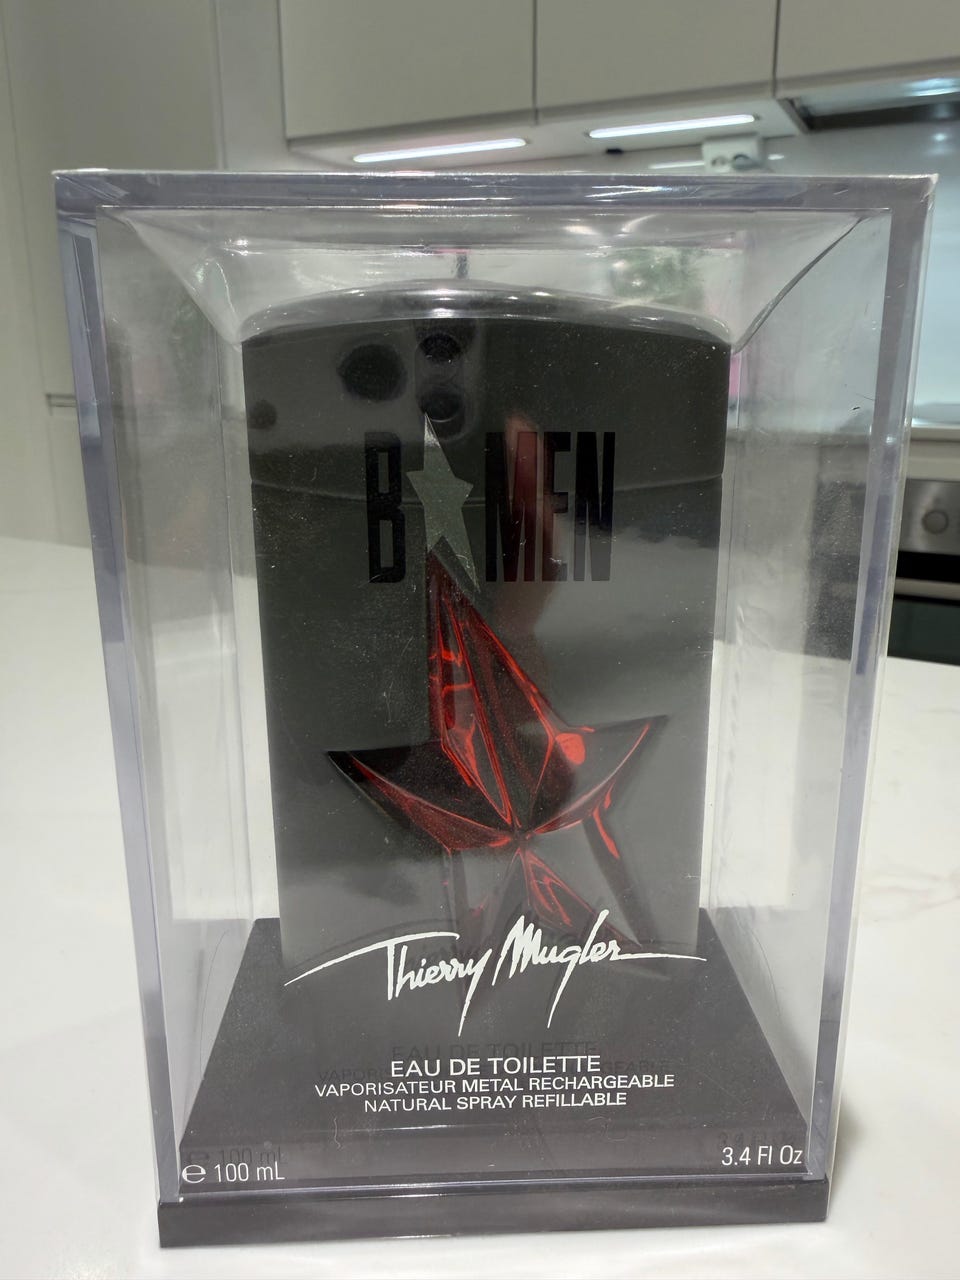 B★MEN
Thierry Mugler
EAU DE TOILETTE
VAPORISATEUR METAL RECHARGEABLE
NATURAL SPRAY REFILLABLE
℮ 100 mL 3.4 Fl Oz